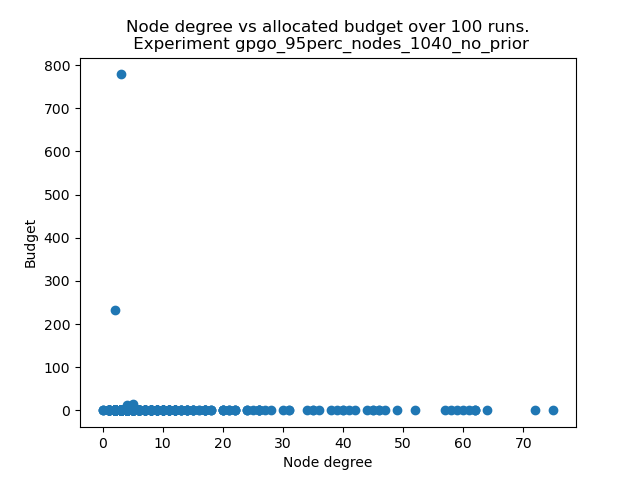 Node degree vs allocated budget over 100 runs.
Experiment gpgo_95perc_nodes_1040_no_prior
800
700
600
500
400
300
200
100
0
Budget
0 10 20 30 40 50 60 70
Node degree